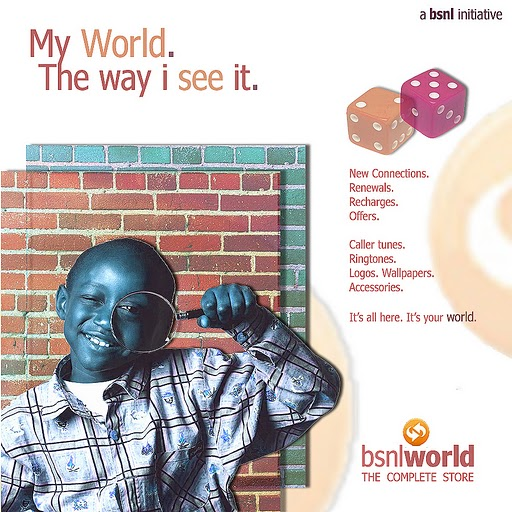 a bsnl initiative
My World.
The way i see it.
New Connections.
Renewals.
Recharges.
Offers.
Caller tunes.
Ringtones.
Logos. Wallpapers.
Accessories.
It's all here. It's your world.
bsnlworld
THE COMPLETE STORE